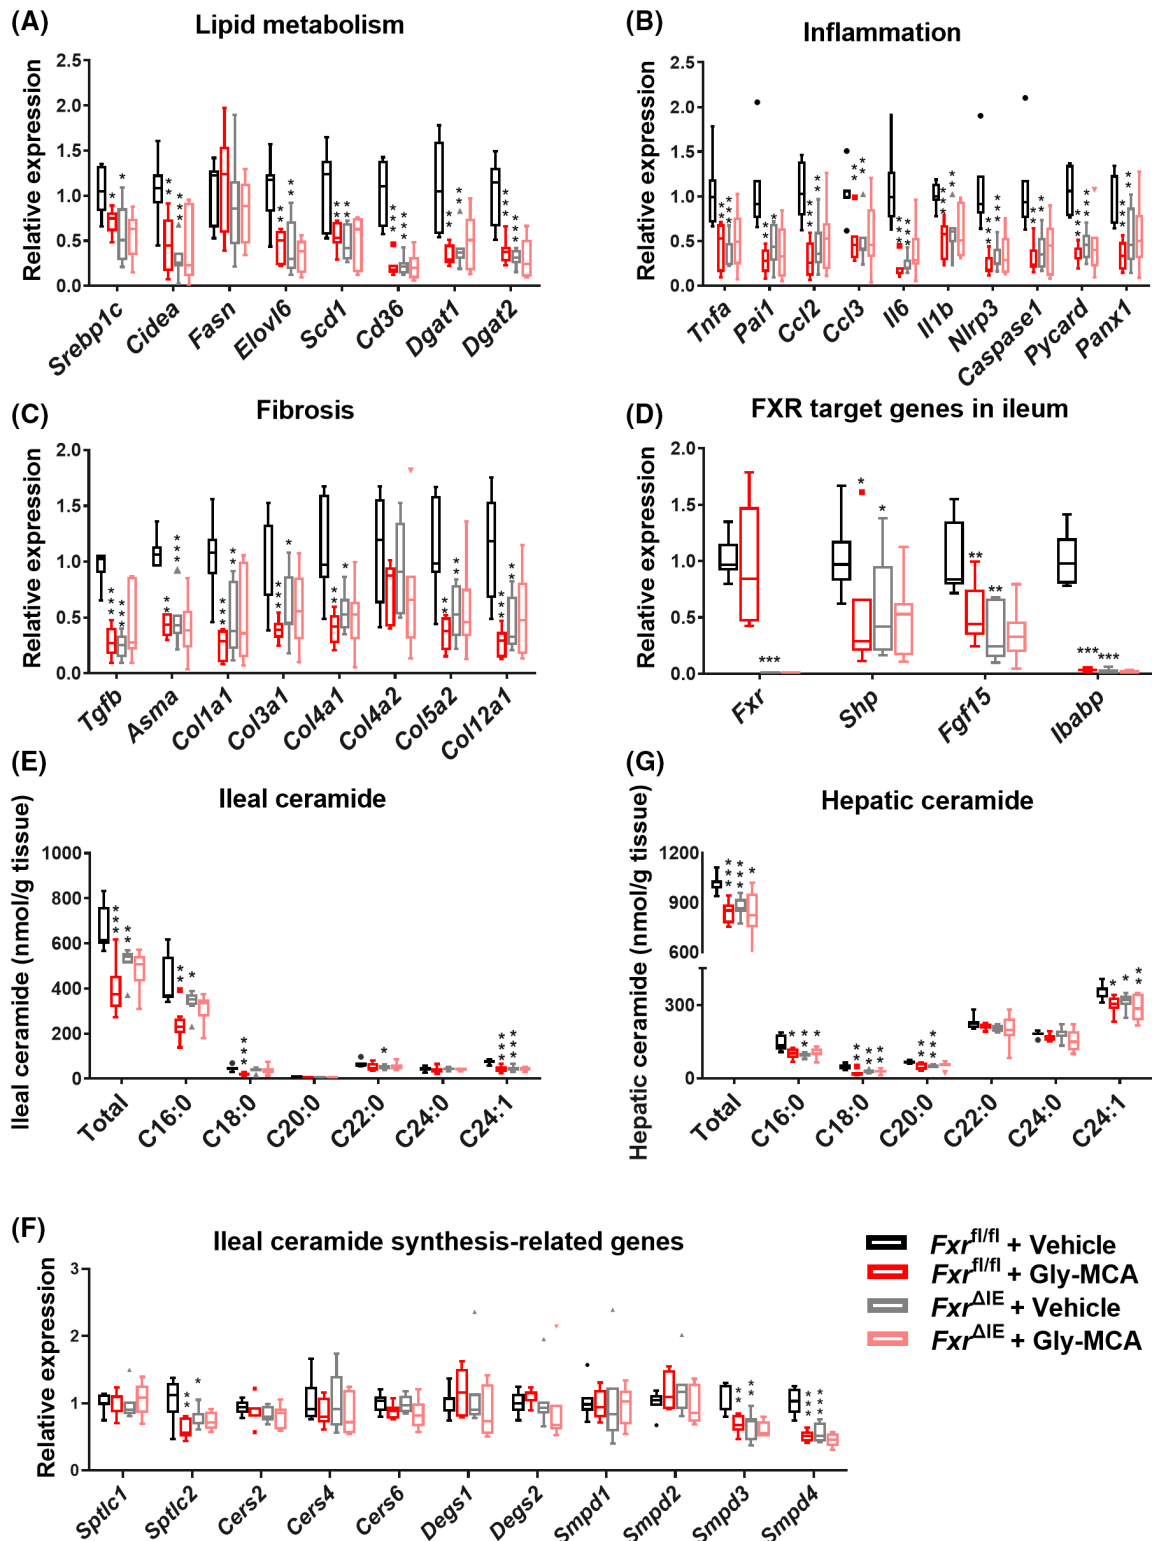 (A)
Lipid metabolism
Relative expression
2.5
2.0
1.5
1.0
0.5
0.0
Srebp1c
Cidea
Fasn
Elovl6
Scd1
Cd36
Dgat1
Dgat2
(B)
Inflammation
Relative expression
2.5
2.0
1.5
1.0
0.5
0.0
Tnfa
Pai1
Ccl2
Ccl3
Il6
Il1b
Nlrp3
Caspase1
Pycard
Panx1
(C)
Fibrosis
Relative expression
2.0
1.5
1.0
0.5
0.0
Tgfb
Asma
Col1a1
Col3a1
Col4a1
Col4a2
Col5a2
Col12a1
(D)
FXR target genes in ileum
Relative expression
2.0
1.5
1.0
0.5
0.0
***
*
*
**
**
***
***
Fxr
Shp
Fgf15
Ibabp
(E)
Ileal ceramide
Ileal ceramide (nmol/g tissue)
1000
800
600
400
200
0
Total
C16:0
C18:0
C20:0
C22:0
C24:0
C24:1
(G)
Hepatic ceramide
Hepatic ceramide (nmol/g tissue)
1200
900
600
300
0
Total
C16:0
C18:0
C20:0
C22:0
C24:0
C24:1
(F)
Ileal ceramide synthesis-related genes
Relative expression
3
2
1
0
Sptlc1
Sptlc2
Cers2
Cers4
Cers6
Degs1
Degs2
Smpd1
Smpd2
Smpd3
Smpd4
Fxr^fl/fl + Vehicle
Fxr^fl/fl + Gly-MCA
Fxr^ΔIE + Vehicle
Fxr^ΔIE + Gly-MCA